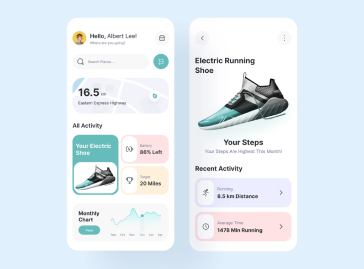 Hello, Albert Lee!
Where are you going?
Search Places...
16.5 km
Eastern Express Highway
All Activity
Your Electric
Shoe
Battery
86% Left
Target
20 Miles
Monthly
Chart
Electric Running
Shoe
Your Steps
Your Steps Are Highest This Month!
Recent Activity
Running
8.5 km Distance
Average Time
1478 Min Running